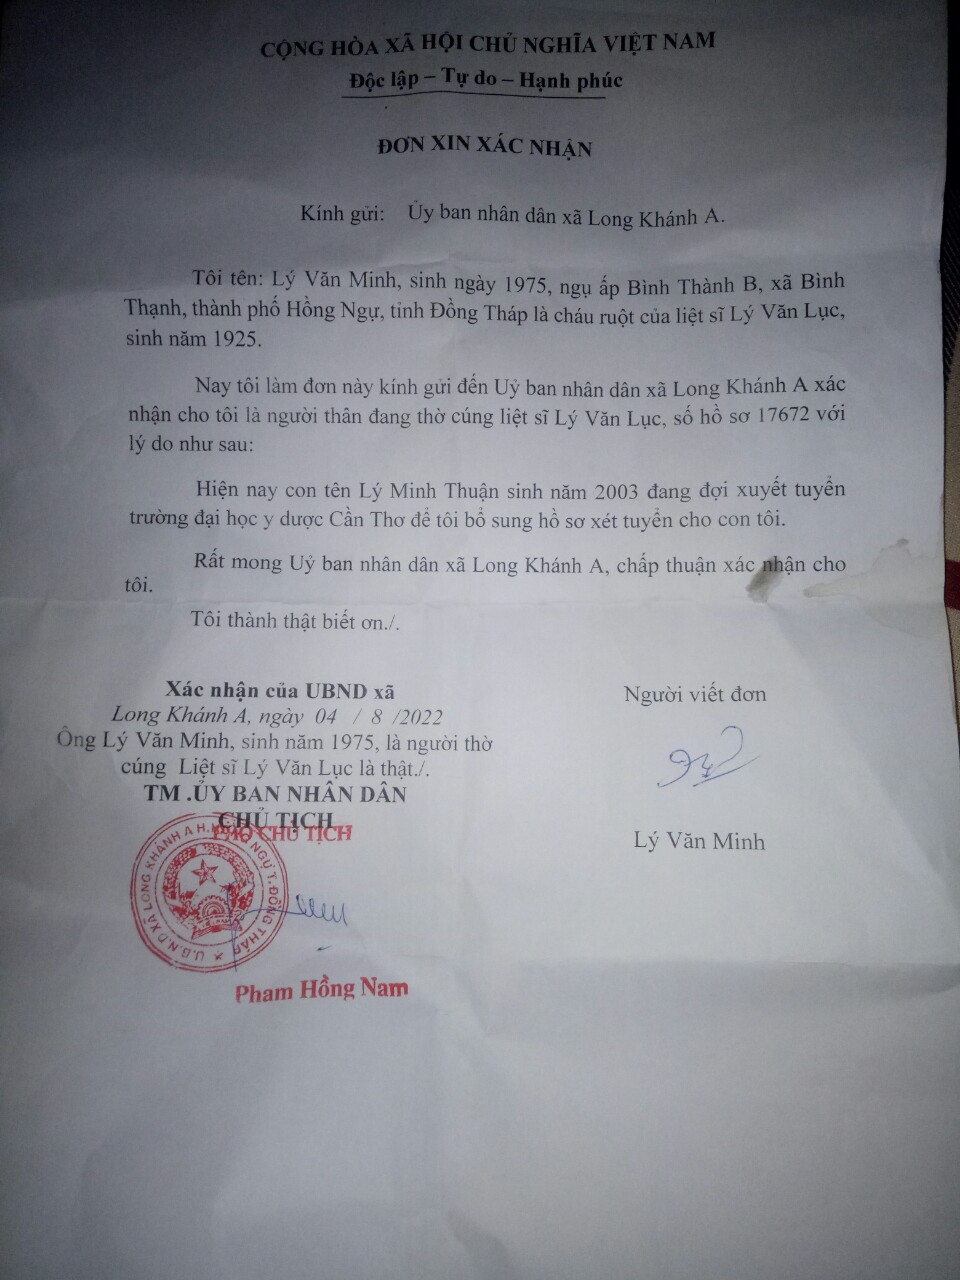 CỘNG HÒA XÃ HỘI CHỦ NGHĨA VIỆT NAM
Độc lập – Tự do – Hạnh phúc
ĐƠN XIN XÁC NHẬN
Kính gửi: Ủy ban nhân dân xã Long Khánh A.
Tôi tên: Lý Văn Minh, sinh ngày 1975, ngụ ấp Bình Thành B, xã Bình
Thạnh, thành phố Hồng Ngự, tỉnh Đồng Tháp là cháu ruột của liệt sĩ Lý Văn Lục,
sinh năm 1925.
Nay tôi làm đơn này kính gửi đến Uỷ ban nhân dân xã Long Khánh A xác
nhận cho tôi là người thân đang thờ cúng liệt sĩ Lý Văn Lục, số hồ sơ 17672 với
lý do như sau:
Hiện nay con tên Lý Minh Thuận sinh năm 2003 đang đợi xuyết tuyển
trường đại học y dược Cần Thơ để tôi bổ sung hồ sơ xét tuyển cho con tôi.
Rất mong Uỷ ban nhân dân xã Long Khánh A, chấp thuận xác nhận cho
tôi.
Tôi thành thật biết ơn./.
Xác nhận của UBND xã
Long Khánh A, ngày 04 / 8 /2022
Ông Lý Văn Minh, sinh năm 1975, là người thờ
cúng Liệt sĩ Lý Văn Lục là thật./.
TM .ỦY BAN NHÂN DÂN
CHỦ TỊCH
PHÓ CHỦ TỊCH
U.B.N.D XÃ LONG KHÁNH A H. NGỰ T. ĐỒNG THÁP
Phạm Hồng Nam
Người viết đơn
Lý Văn Minh